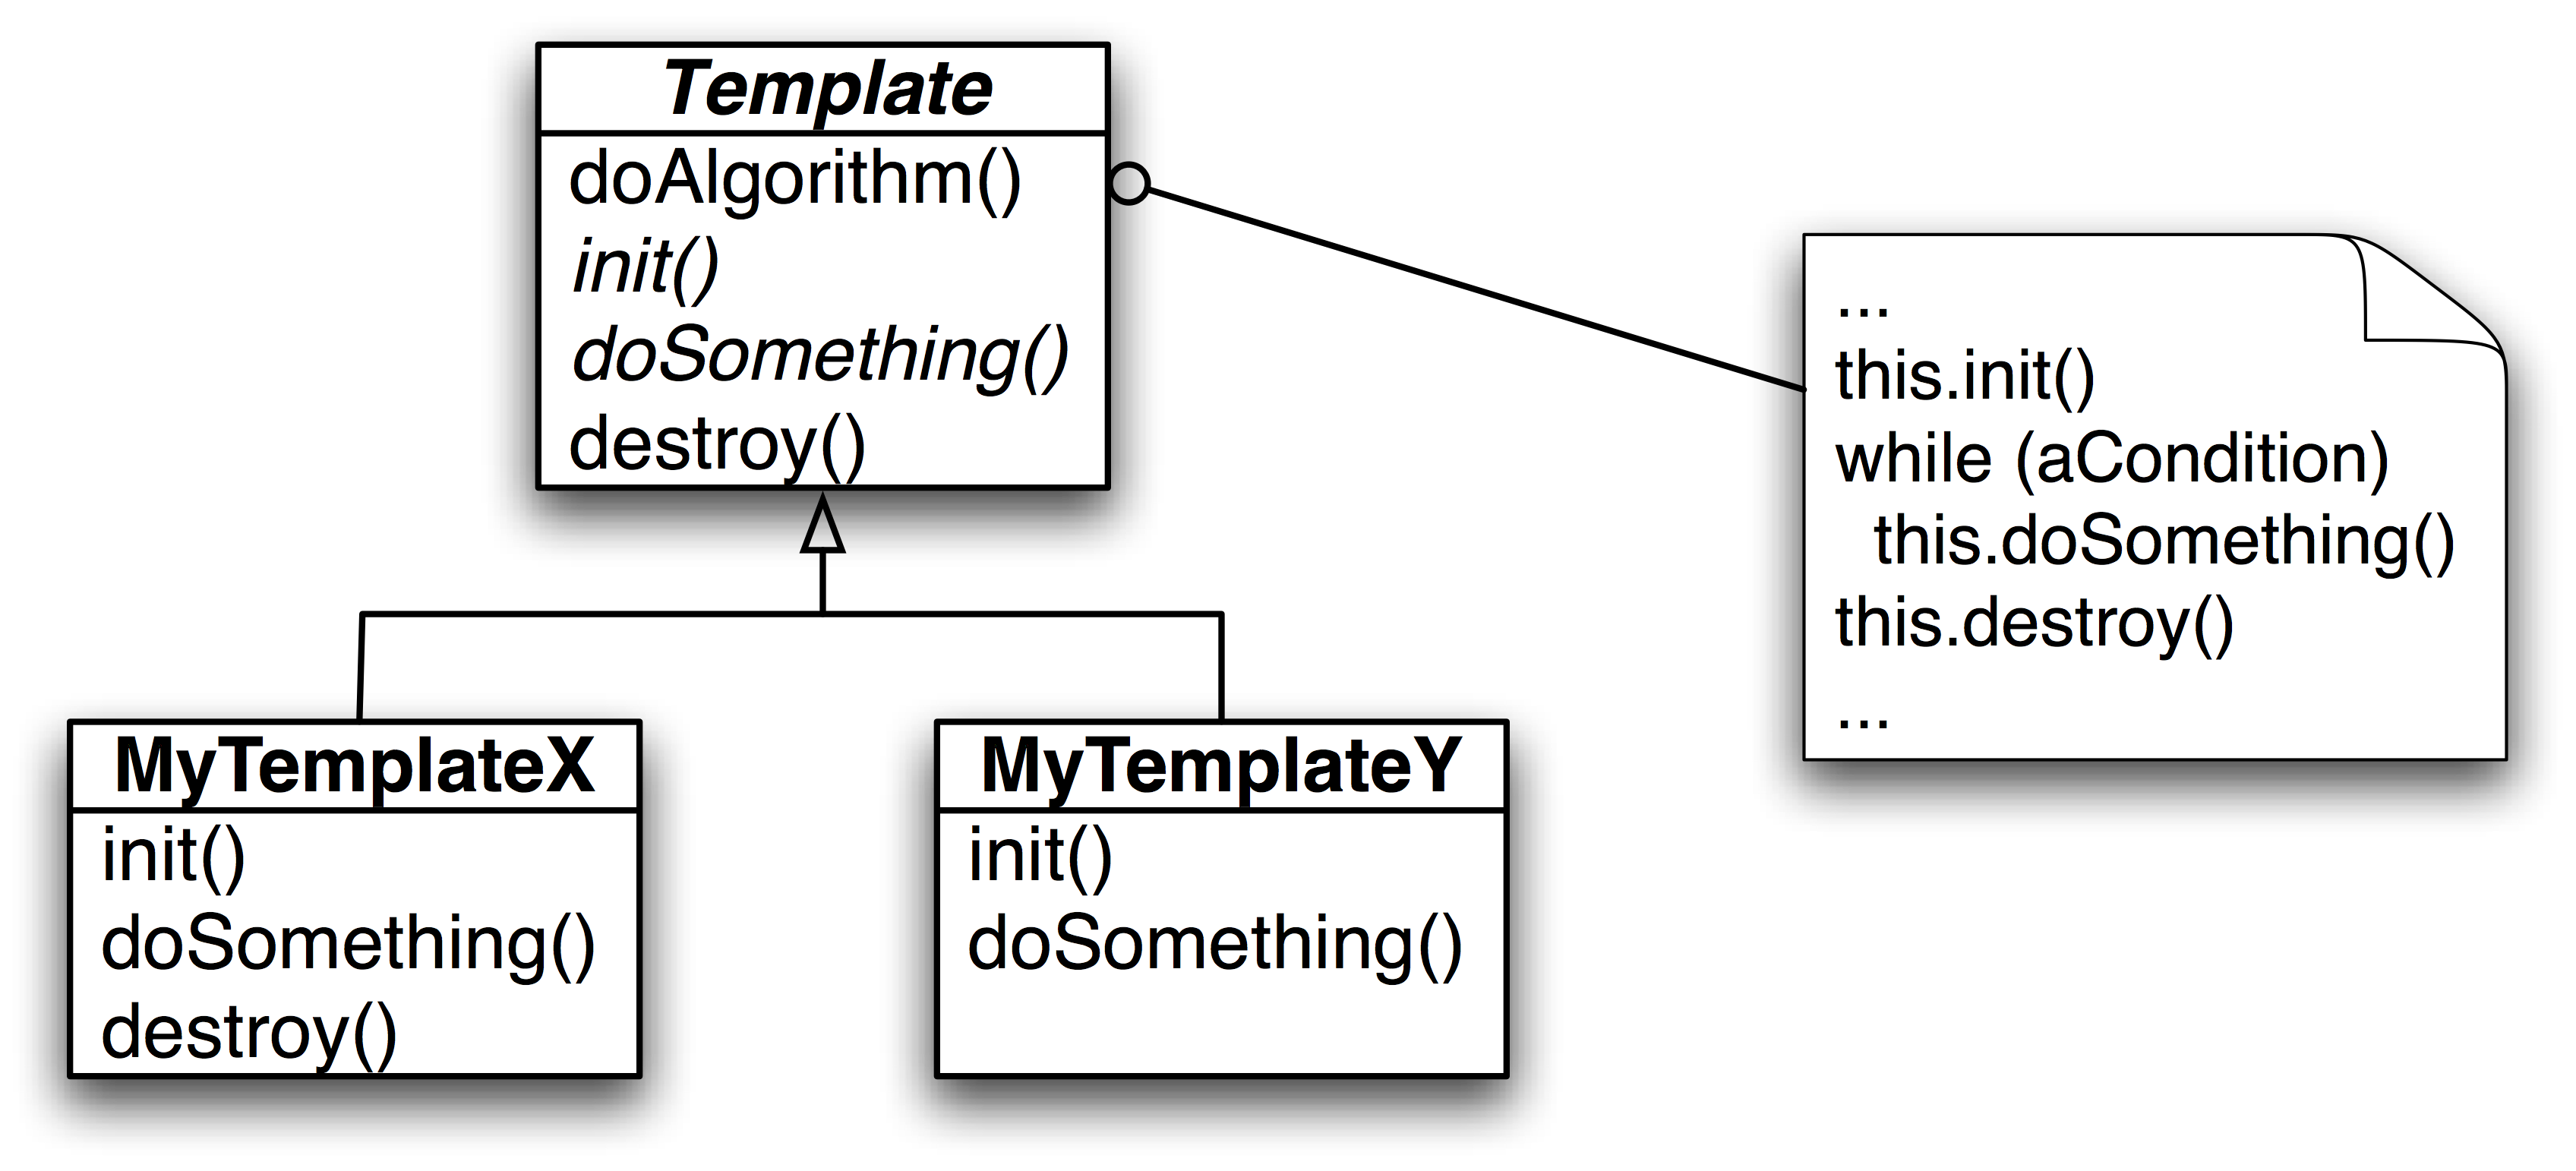 Template
doAlgorithm()
init()
doSomething()
destroy()
...
this.init()
while (aCondition)
this.doSomething()
this.destroy()
...
MyTemplateX
init()
doSomething()
destroy()
MyTemplateY
init()
doSomething()